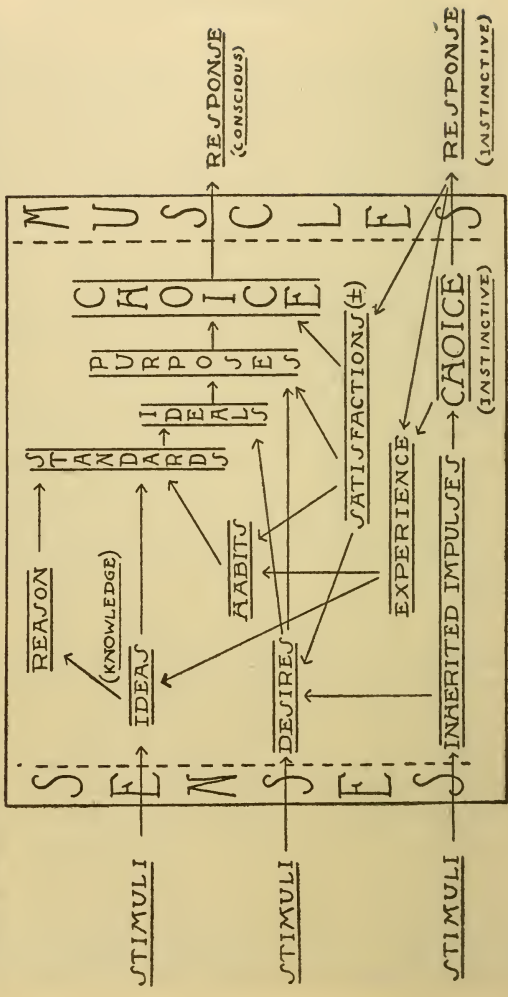 STIMULI
STIMULI
STIMULI
SENSES
REASON
(KNOWLEDGE)
IDEAS
DESIRES
HABITS
EXPERIENCE
INHERITED IMPULSES
STANDARDS
IDEALS
PURPOSES
CHOICE
SATISFACTIONS (±)
CHOICE
(INSTINCTIVE)
MUSCLES
RESPONSE
(CONSCIOUS)
RESPONSE
(INSTINCTIVE)